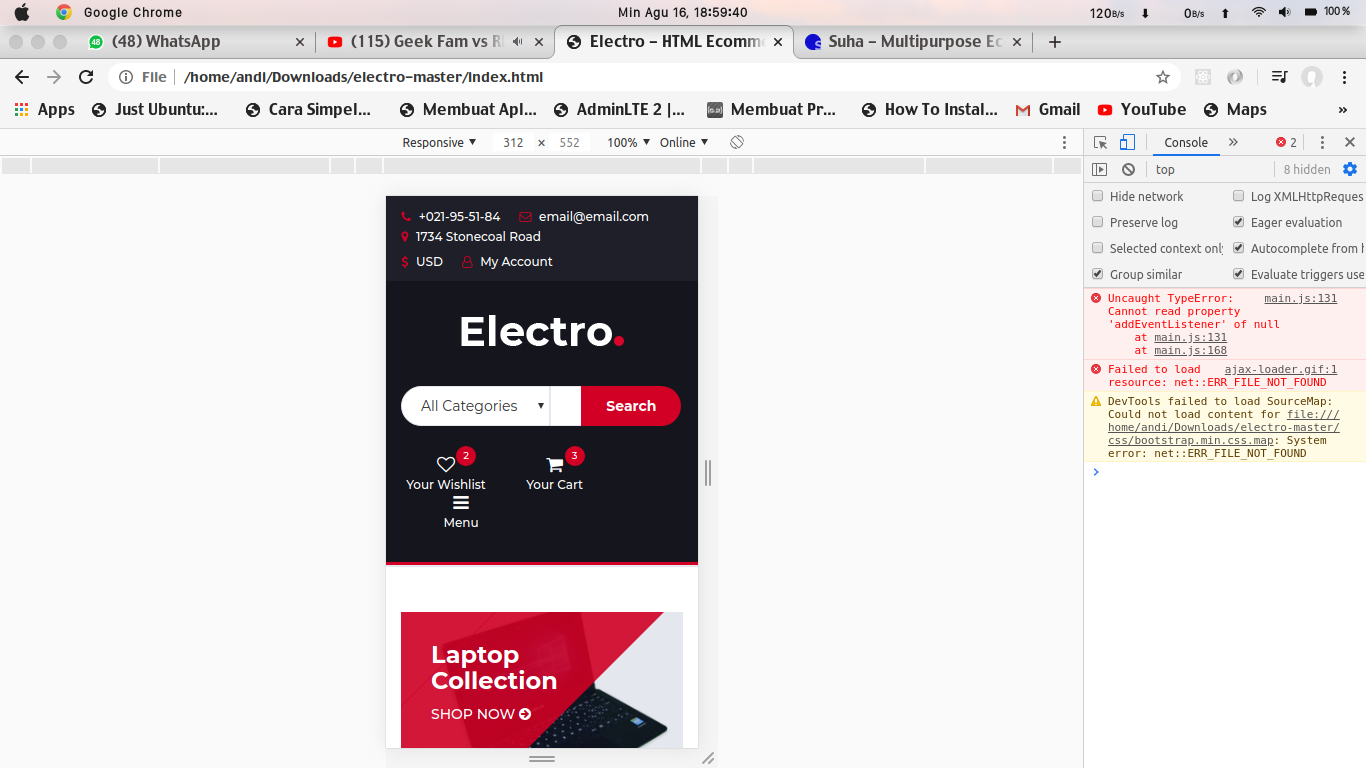 Google Chrome
Min Agu 16, 18:59:40
120B/s 0B/s 100%
(48) WhatsApp
(115) Geek Fam vs R
Electro – HTML Ecomme
Suha – Multipurpose Ec
File /home/andi/Downloads/electro-master/index.html
Apps Just Ubuntu:... Cara Simpel... Membuat Apl... AdminLTE 2 |... Membuat Pr... How To Instal... Gmail YouTube Maps »
Responsive 312 × 552 100% Online
Console » 2
top 8 hidden
Hide network Log XMLHttpReques
Preserve log Eager evaluation
Selected context only Autocomplete from h
Group similar Evaluate triggers use
Uncaught TypeError: main.js:131
Cannot read property
'addEventListener' of null
at main.js:131
at main.js:168
Failed to load ajax-loader.gif:1
resource: net::ERR_FILE_NOT_FOUND
DevTools failed to load SourceMap:
Could not load content for file:///
home/andi/Downloads/electro-master/
css/bootstrap.min.css.map: System
error: net::ERR_FILE_NOT_FOUND
+021-95-51-84 email@email.com
1734 Stonecoal Road
$ USD My Account
Electro.
All Categories Search
2 3
Your Wishlist Your Cart
Menu
Laptop
Collection
SHOP NOW